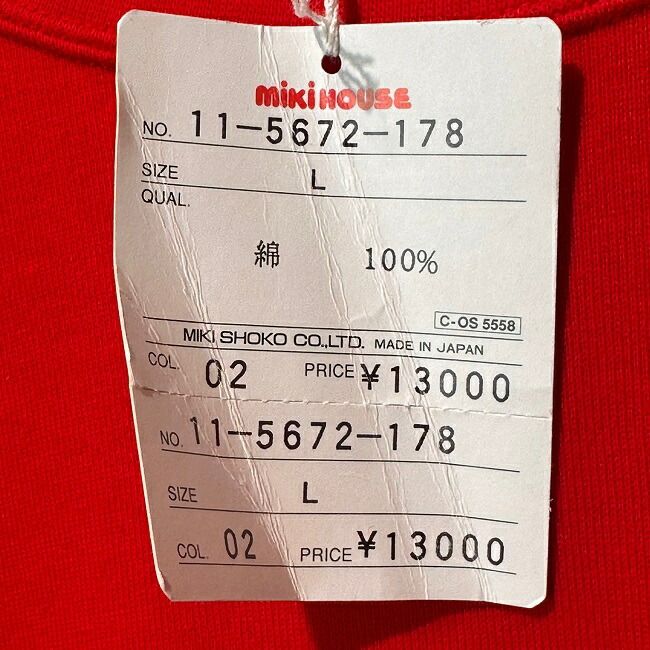 mikiHOUSE
NO. 11-5672-178
SIZE L
QUAL.
綿 100%
C-OS 5558
MIKI SHOKO CO.,LTD. MADE IN JAPAN
COL. 02 PRICE ¥13000
NO. 11-5672-178
SIZE L
COL. 02 PRICE ¥13000